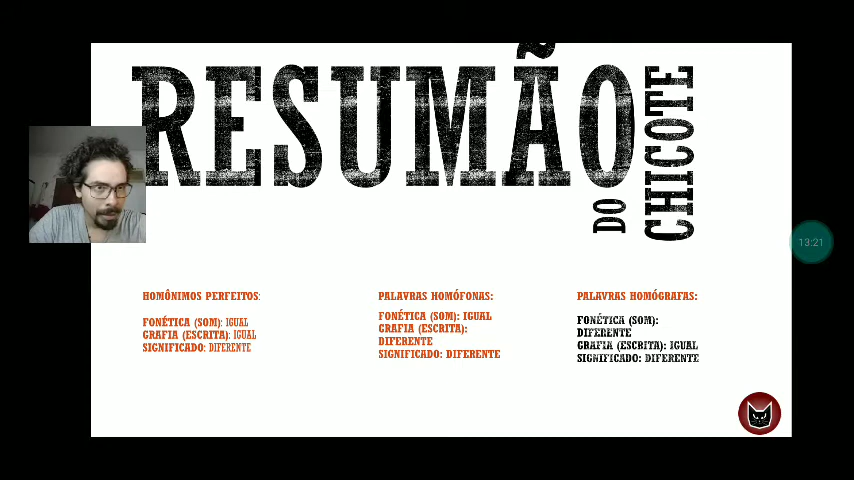 RESUMÃO
DO
CHICOTE
HOMÔNIMOS PERFEITOS:
FONÉTICA (SOM): IGUAL
GRAFIA (ESCRITA): IGUAL
SIGNIFICADO: DIFERENTE
PALAVRAS HOMÓFONAS:
FONÉTICA (SOM): IGUAL
GRAFIA (ESCRITA):
DIFERENTE
SIGNIFICADO: DIFERENTE
PALAVRAS HOMÓGRAFAS:
FONÉTICA (SOM):
DIFERENTE
GRAFIA (ESCRITA): IGUAL
SIGNIFICADO: DIFERENTE
13:21